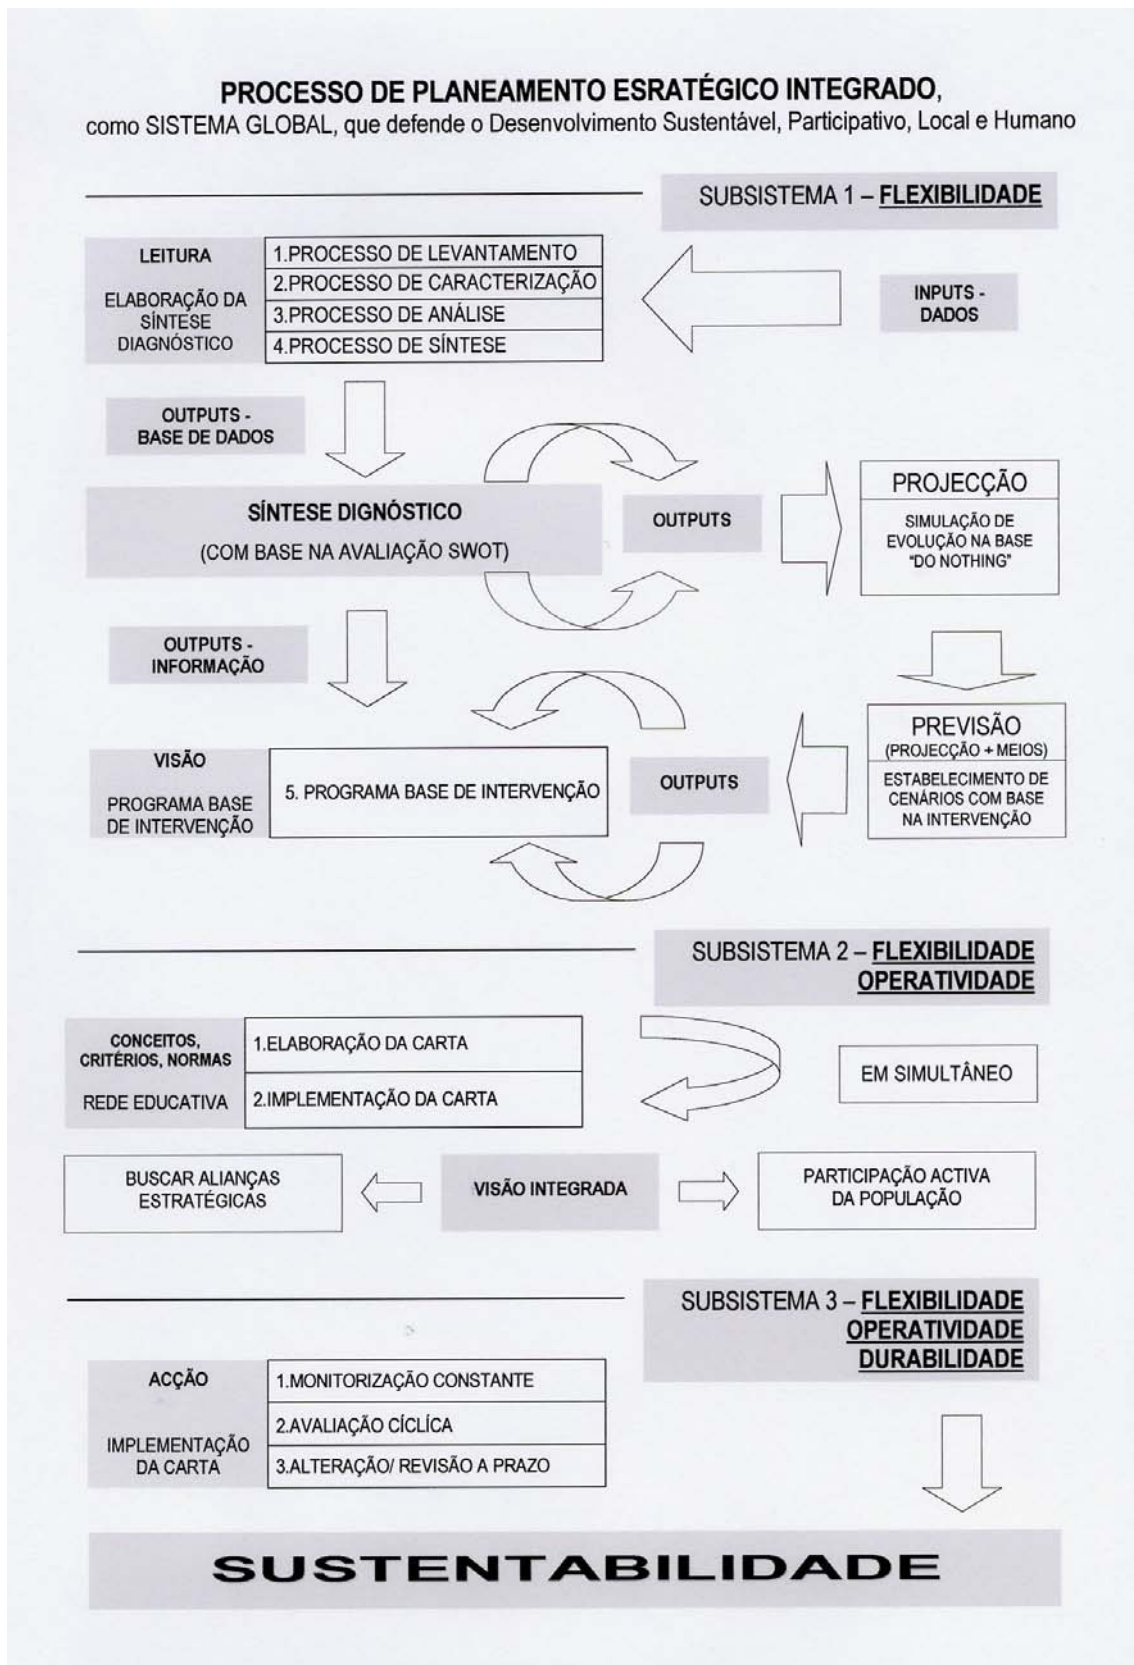 PROCESSO DE PLANEAMENTO ESRATÉGICO INTEGRADO,
como SISTEMA GLOBAL, que defende o Desenvolvimento Sustentável, Participativo, Local e Humano
SUBSISTEMA 1 – FLEXIBILIDADE
LEITURA
ELABORAÇÃO DA
SÍNTESE
DIAGNÓSTICO
1.PROCESSO DE LEVANTAMENTO
2.PROCESSO DE CARACTERIZAÇÃO
3.PROCESSO DE ANÁLISE
4.PROCESSO DE SÍNTESE
INPUTS -
DADOS
OUTPUTS -
BASE DE DADOS
SÍNTESE DIGNÓSTICO
(COM BASE NA AVALIAÇÃO SWOT)
OUTPUTS
PROJECÇÃO
SIMULAÇÃO DE
EVOLUÇÃO NA BASE
“DO NOTHING”
OUTPUTS -
INFORMAÇÃO
PREVISÃO
(PROJECÇÃO + MEIOS)
ESTABELECIMENTO DE
CENÁRIOS COM BASE
NA INTERVENÇÃO
OUTPUTS
VISÃO
PROGRAMA BASE
DE INTERVENÇÃO
5. PROGRAMA BASE DE INTERVENÇÃO
SUBSISTEMA 2 – FLEXIBILIDADE
OPERATIVIDADE
CONCEITOS,
CRITÉRIOS, NORMAS
REDE EDUCATIVA
1.ELABORAÇÃO DA CARTA
2.IMPLEMENTAÇÃO DA CARTA
EM SIMULTÂNEO
BUSCAR ALIANÇAS
ESTRATÉGICAS
VISÃO INTEGRADA
PARTICIPAÇÃO ACTIVA
DA POPULAÇÃO
SUBSISTEMA 3 – FLEXIBILIDADE
OPERATIVIDADE
DURABILIDADE
ACÇÃO
IMPLEMENTAÇÃO
DA CARTA
1.MONITORIZAÇÃO CONSTANTE
2.AVALIAÇÃO CÍCLÍCA
3.ALTERAÇÃO/ REVISÃO A PRAZO
SUSTENTABILIDADE